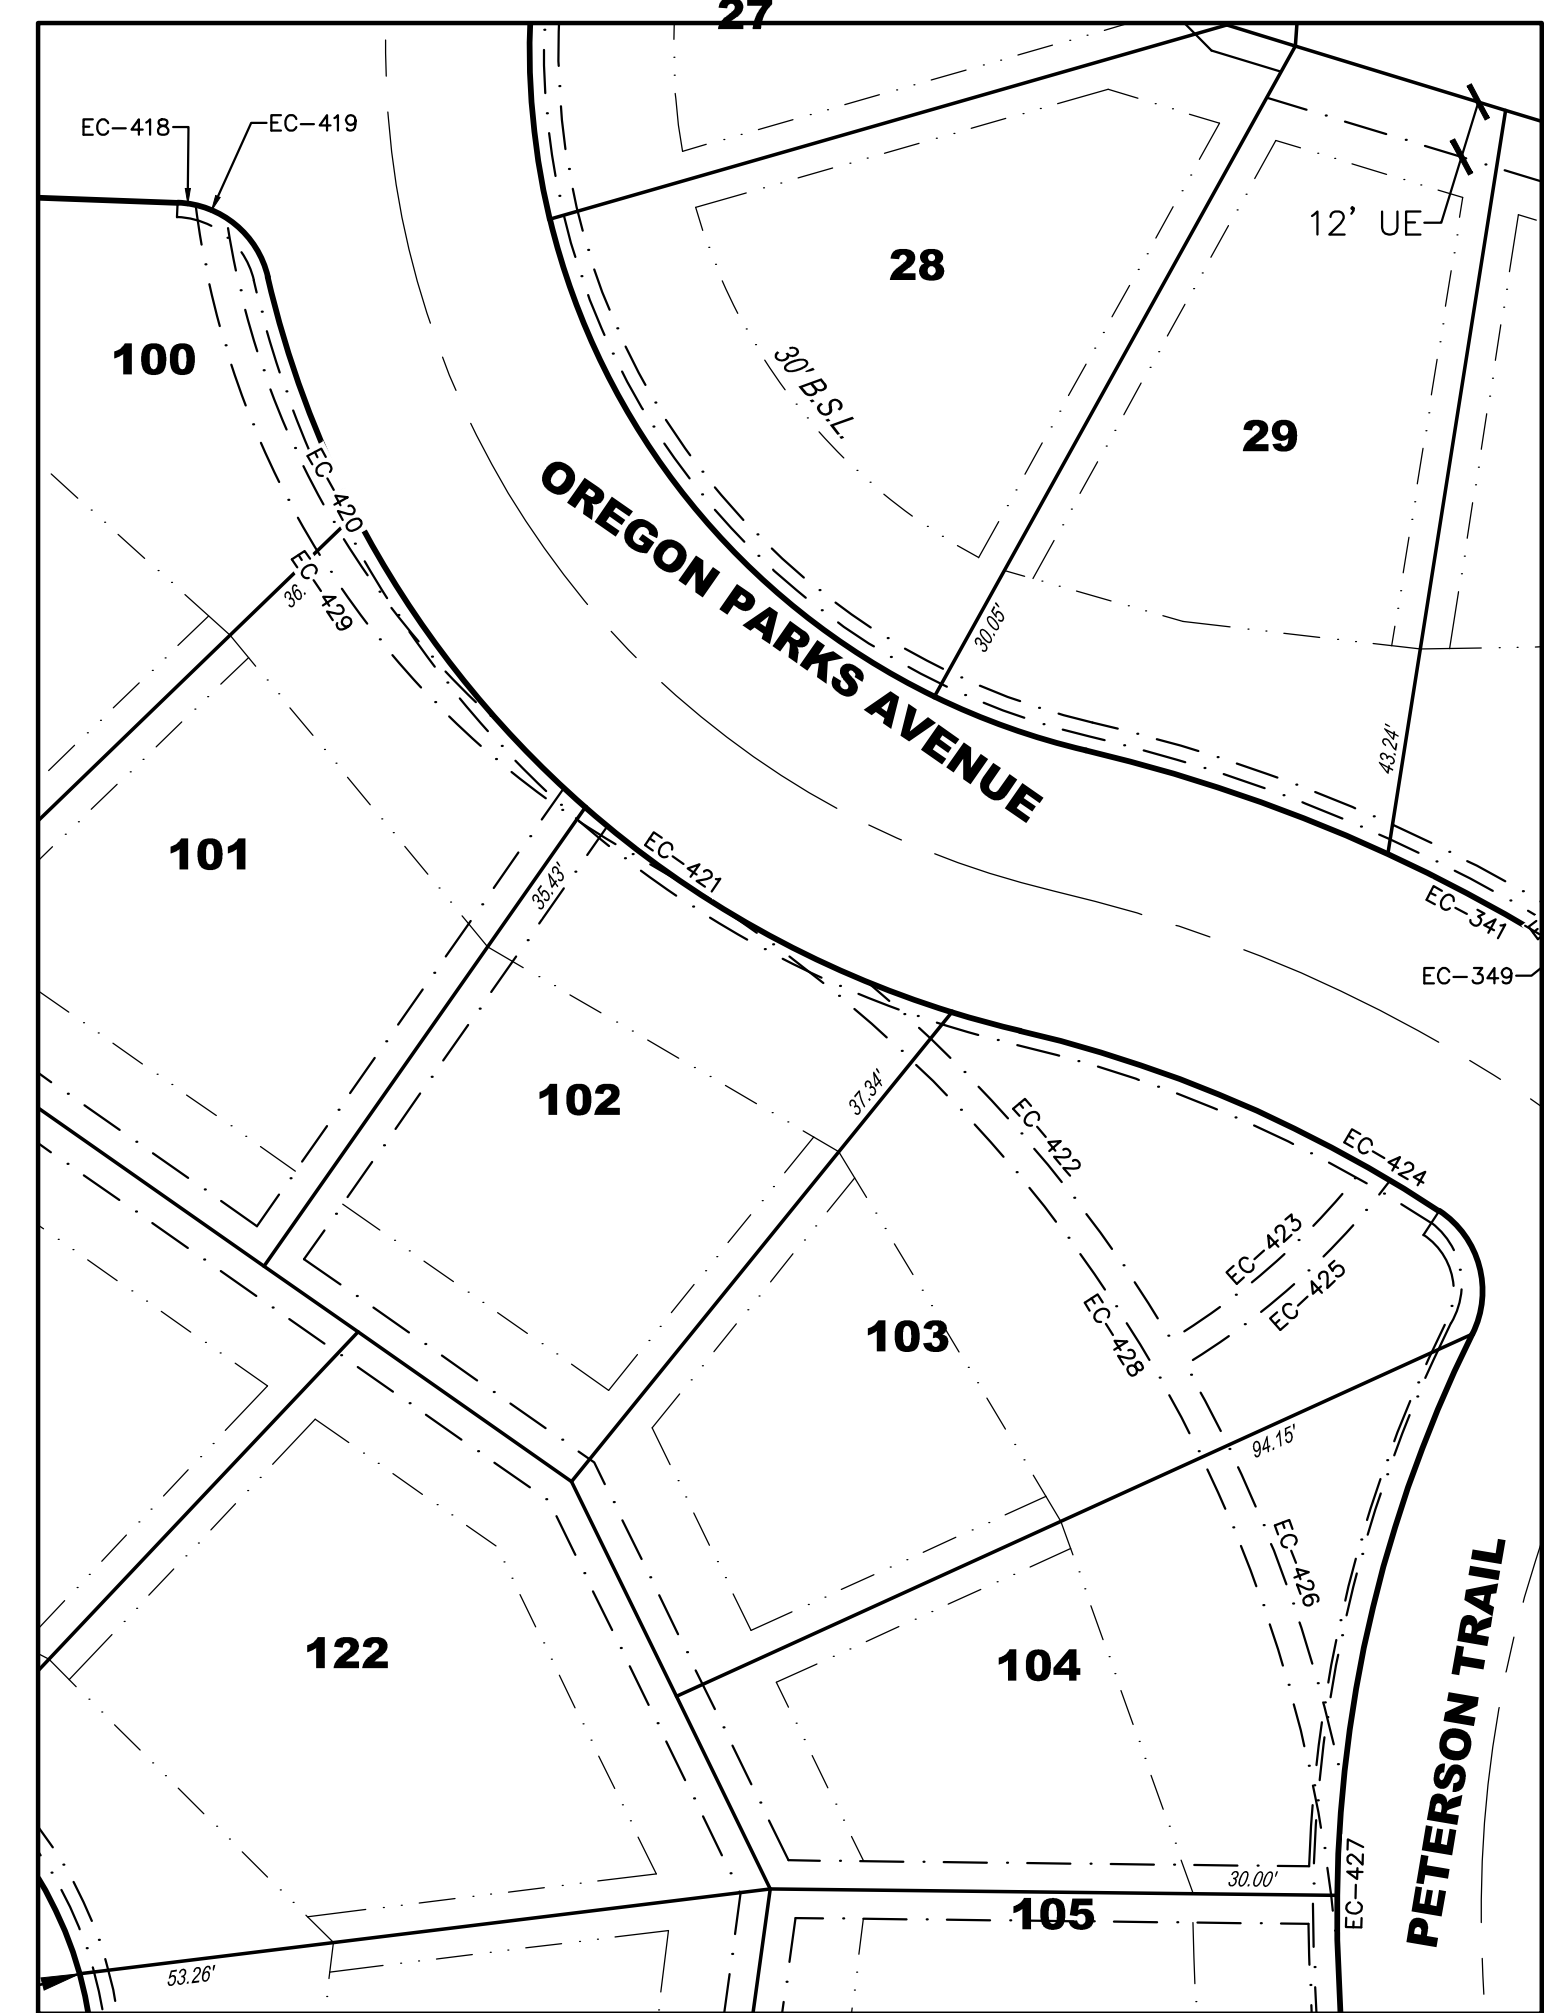 27
EC-418
EC-419
12' UE
28
100
30' B.S.L.
29
EC-420
OREGON PARKS AVENUE
EC-429
36.
30.05'
43.24'
101
EC-421
35.43'
EC-341
EC-349
102
37.34'
EC-422
EC-424
EC-423
EC-425
103
EC-428
94.15'
EC-426
122
104
PETERSON TRAIL
EC-427
30.00'
105
53.26'